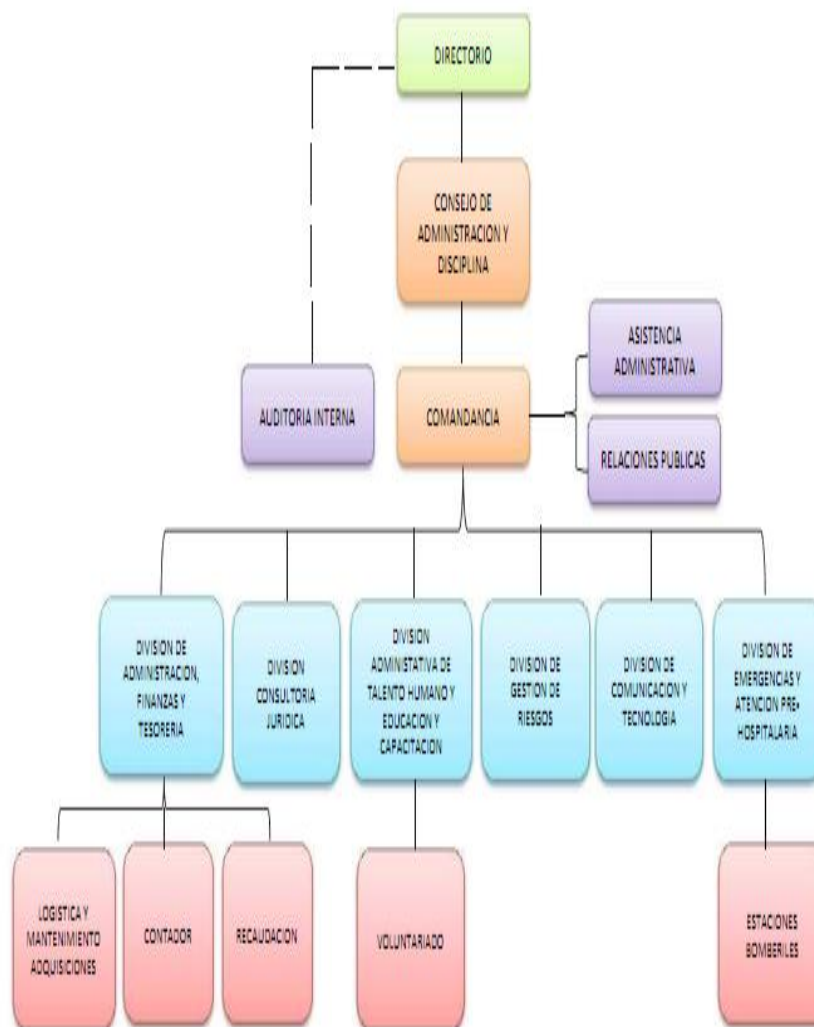 DIRECTORIO
CONSEJO DE
ADMINISTRACION Y
DISCIPLINA
ASISTENCIA
ADMINISTRATIVA
AUDITORIA INTERNA
COMANDANCIA
RELACIONES PUBLICAS
DIVISION DE
ADMINISTRACION,
FINANZAS Y
TESORERIA
DIVISION
CONSULTORIA
JURIDICA
DIVISION
ADMINISTATIVA DE
TALENTO HUMANO Y
EDUCACION Y
CAPACITACION
DIVISION DE
GESTION DE
RIESGOS
DIVISION DE
COMUNICACION Y
TECNOLOGIA
DIVISION DE
EMERGENCIAS Y
ATENCION PRE-
HOSPITALARIA
LOGISTICA Y
MANTENIMIENTO
ADQUISICIONES
CONTADOR
RECAUDACION
VOLUNTARIADO
ESTACIONES
BOMBERILES